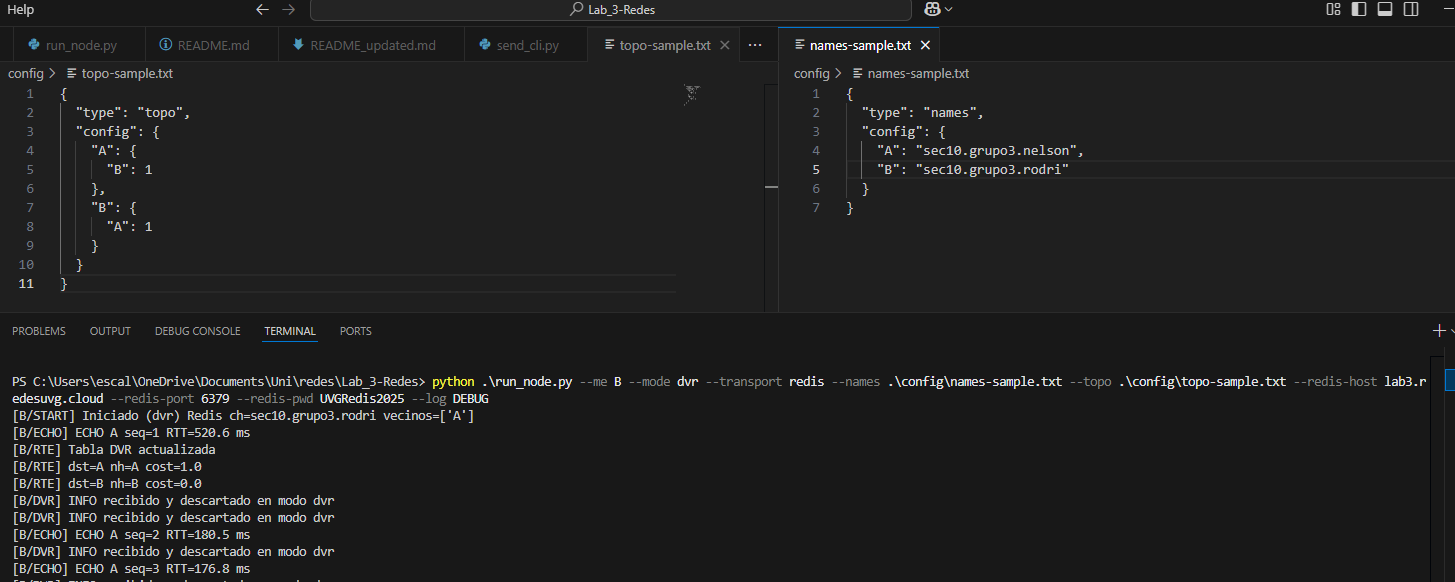 Help
Lab_3-Redes
run_node.py
README.md
README_updated.md
send_cli.py
topo-sample.txt
names-sample.txt
config > topo-sample.txt
1 {
2 "type": "topo",
3 "config": {
4 "A": {
5 "B": 1
6 },
7 "B": {
8 "A": 1
9 }
10 }
11 }
config > names-sample.txt
1 {
2 "type": "names",
3 "config": {
4 "A": "sec10.grupo3.nelson",
5 "B": "sec10.grupo3.rodri"
6 }
7 }
PROBLEMS OUTPUT DEBUG CONSOLE TERMINAL PORTS
PS C:\Users\escal\OneDrive\Documents\Uni\redes\Lab_3-Redes> python .\run_node.py --me B --mode dvr --transport redis --names .\config\names-sample.txt --topo .\config\topo-sample.txt --redis-host lab3.r
edesuvg.cloud --redis-port 6379 --redis-pwd UVGRedis2025 --log DEBUG
[B/START] Iniciado (dvr) Redis ch=sec10.grupo3.rodri vecinos=['A']
[B/ECHO] ECHO A seq=1 RTT=520.6 ms
[B/RTE] Tabla DVR actualizada
[B/RTE] dst=A nh=A cost=1.0
[B/RTE] dst=B nh=B cost=0.0
[B/DVR] INFO recibido y descartado en modo dvr
[B/DVR] INFO recibido y descartado en modo dvr
[B/ECHO] ECHO A seq=2 RTT=180.5 ms
[B/DVR] INFO recibido y descartado en modo dvr
[B/ECHO] ECHO A seq=3 RTT=176.8 ms